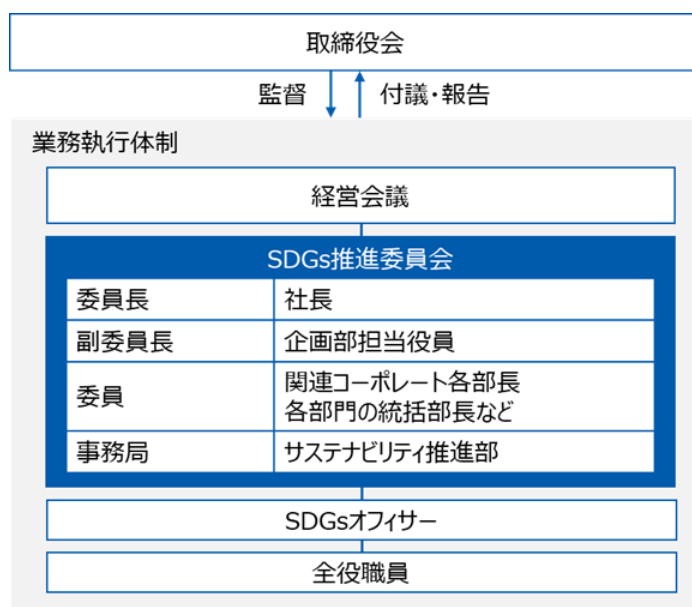 取締役会
監督 付議・報告
業務執行体制
経営会議
SDGs推進委員会
委員長 社長
副委員長 企画部担当役員
委員 関連コーポレート各部長
各部門の統括部長など
事務局 サステナビリティ推進部
SDGsオフィサー
全役職員